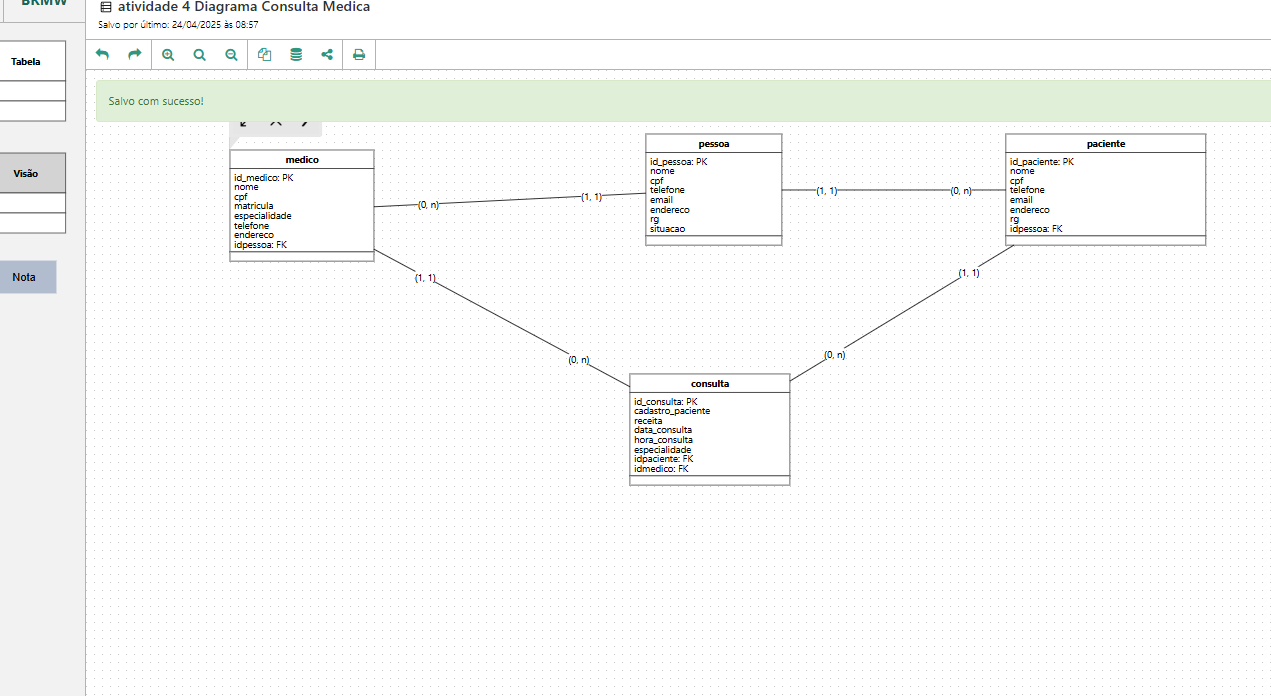 BRMW
atividade 4 Diagrama Consulta Medica
Salvo por último: 24/04/2025 às 08:57
Tabela
Visão
Nota
Salvo com sucesso!
medico
id_medico: PK
nome
cpf
matricula
especialidade
telefone
endereco
idpessoa: FK
(0, n)
(1, 1)
pessoa
id_pessoa: PK
nome
cpf
telefone
email
endereco
rg
situacao
(1, 1)
(0, n)
paciente
id_paciente: PK
nome
cpf
telefone
email
endereco
rg
idpessoa: FK
(1, 1)
(1, 1)
(0, n)
(0, n)
consulta
id_consulta: PK
cadastro_paciente
receita
data_consulta
hora_consulta
especialidade
idpaciente: FK
idmedico: FK